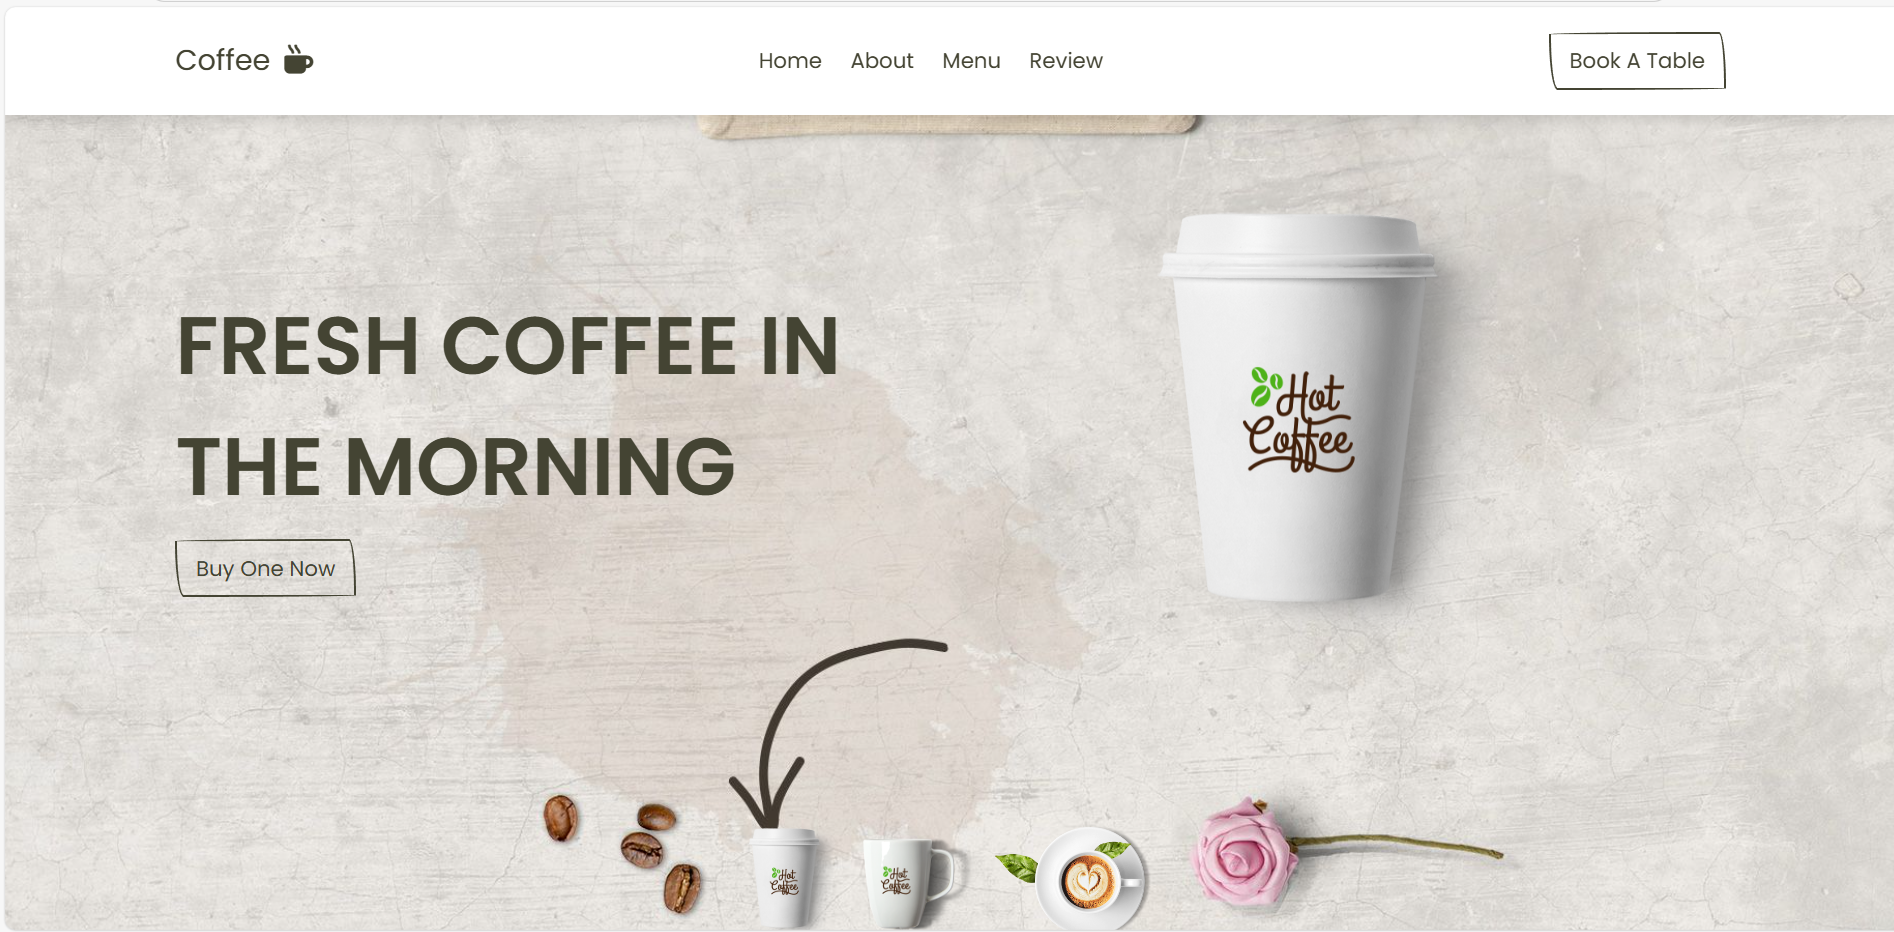 Coffee
Home About Menu Review
Book A Table
FRESH COFFEE IN
THE MORNING
Buy One Now
Hot
Coffee
Hot
Coffee
Hot
Coffee